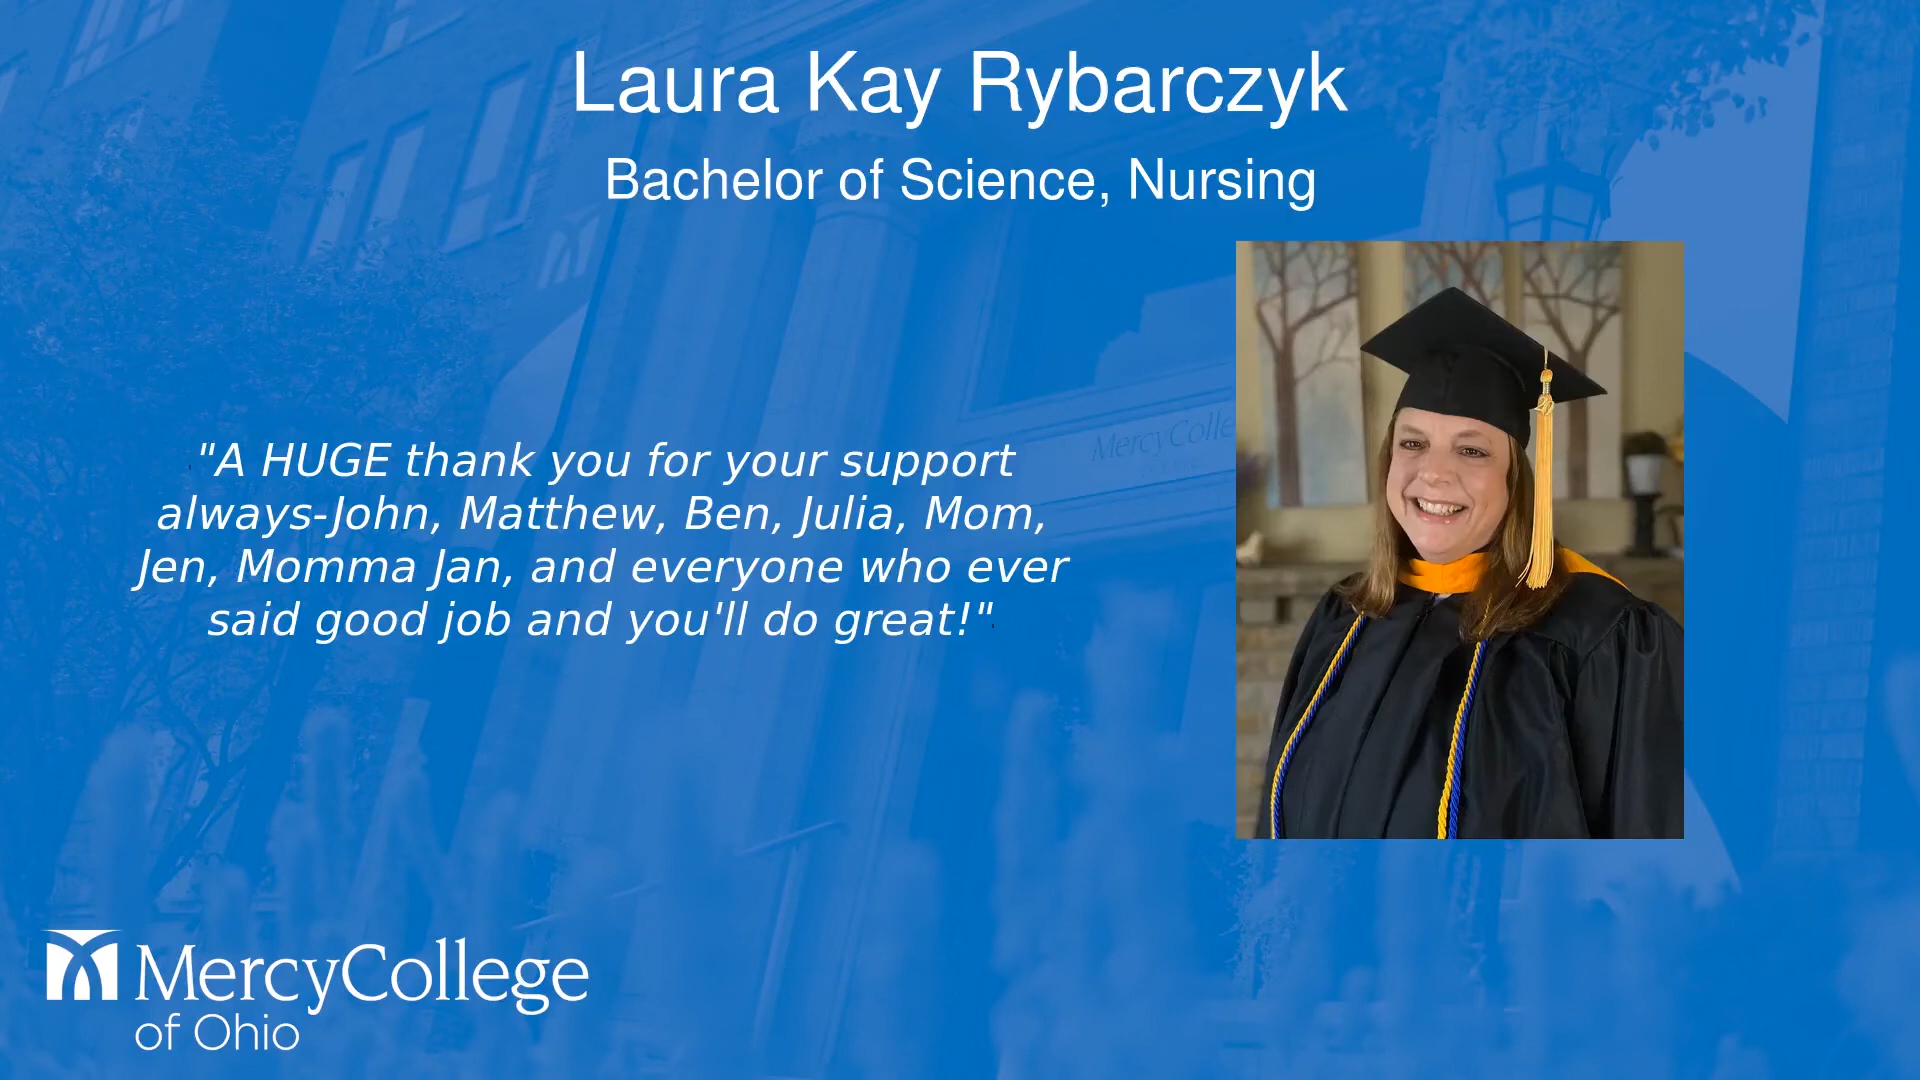 Laura Kay Rybarczyk
Bachelor of Science, Nursing
"A HUGE thank you for your support
always-John, Matthew, Ben, Julia, Mom,
Jen, Momma Jan, and everyone who ever
said good job and you'll do great!"
MercyColle
MercyCollege
of Ohio